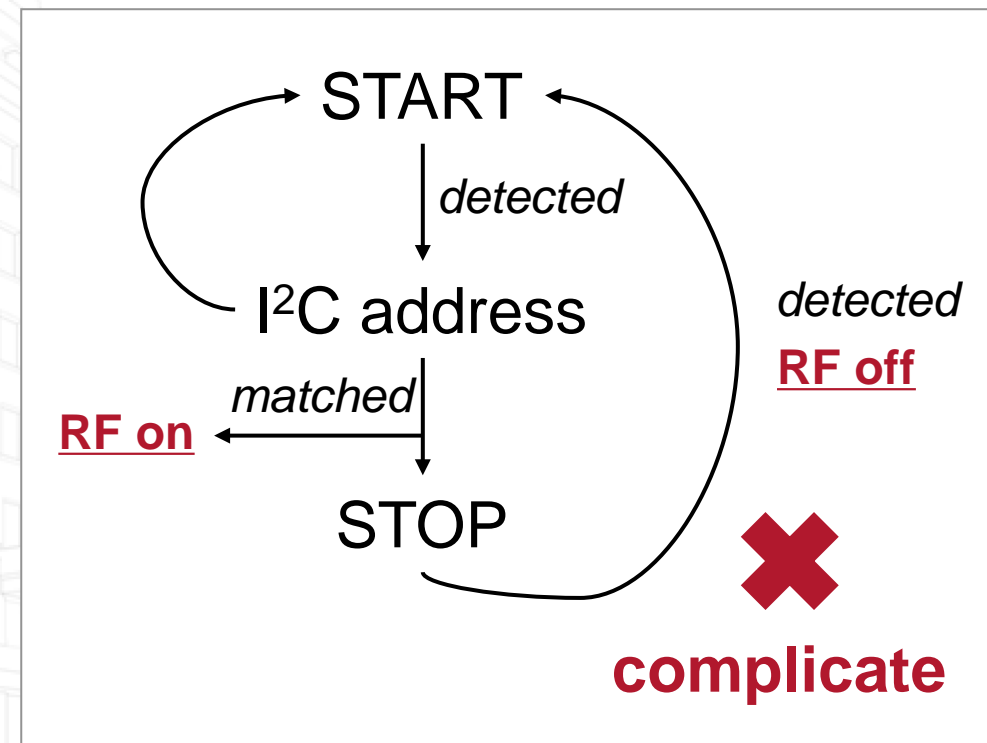 START
detected
I²C address
detected
RF off
matched
RF on
STOP
complicate